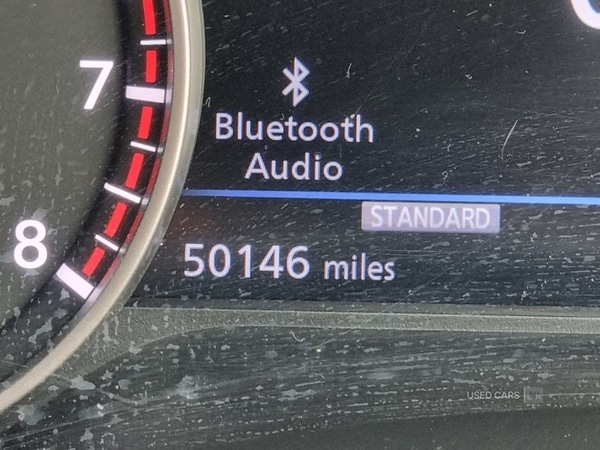 7
Bluetooth
Audio
STANDARD
8
50146 miles
USED CARS